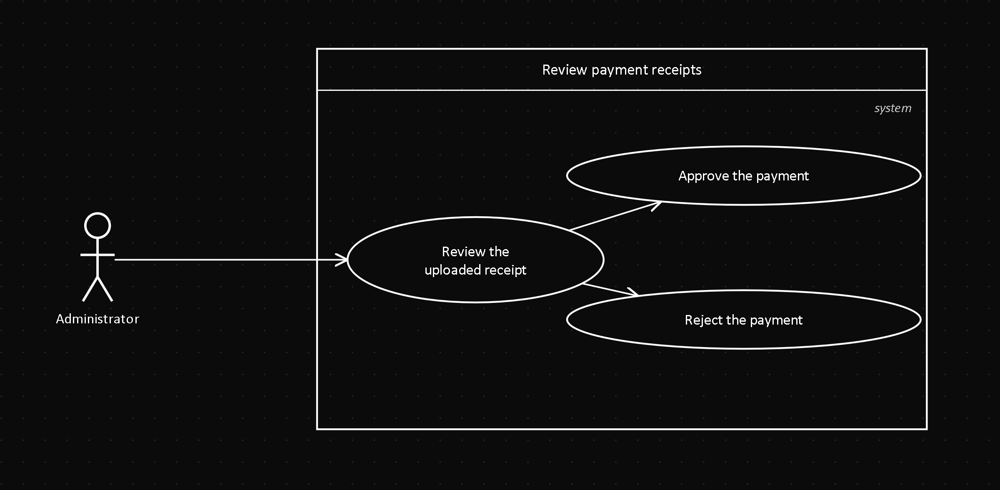 Review payment receipts
system
Approve the payment
Review the
uploaded receipt
Administrator
Reject the payment